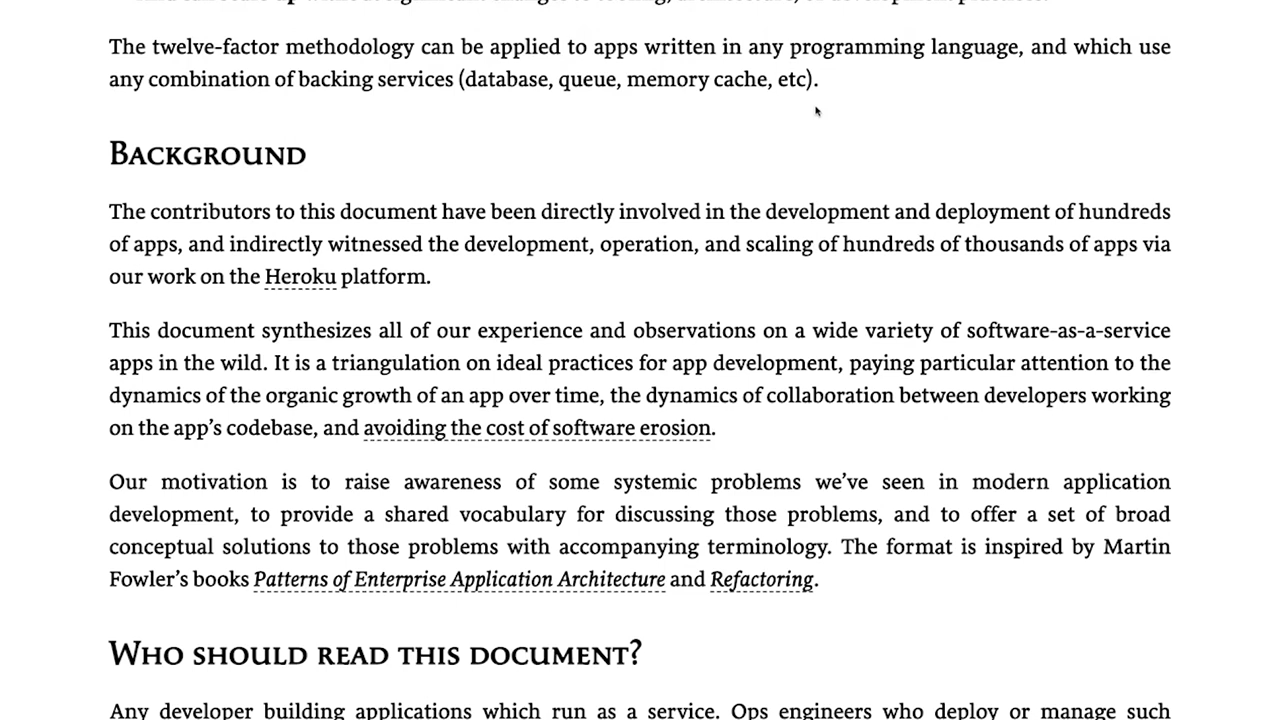 The twelve-factor methodology can be applied to apps written in any programming language, and which use
any combination of backing services (database, queue, memory cache, etc).
Background
The contributors to this document have been directly involved in the development and deployment of hundreds
of apps, and indirectly witnessed the development, operation, and scaling of hundreds of thousands of apps via
our work on the Heroku platform.
This document synthesizes all of our experience and observations on a wide variety of software-as-a-service
apps in the wild. It is a triangulation on ideal practices for app development, paying particular attention to the
dynamics of the organic growth of an app over time, the dynamics of collaboration between developers working
on the app’s codebase, and avoiding the cost of software erosion.
Our motivation is to raise awareness of some systemic problems we’ve seen in modern application
development, to provide a shared vocabulary for discussing those problems, and to offer a set of broad
conceptual solutions to those problems with accompanying terminology. The format is inspired by Martin
Fowler’s books Patterns of Enterprise Application Architecture and Refactoring.
Who should read this document?
Any developer building applications which run as a service. Ops engineers who deploy or manage such